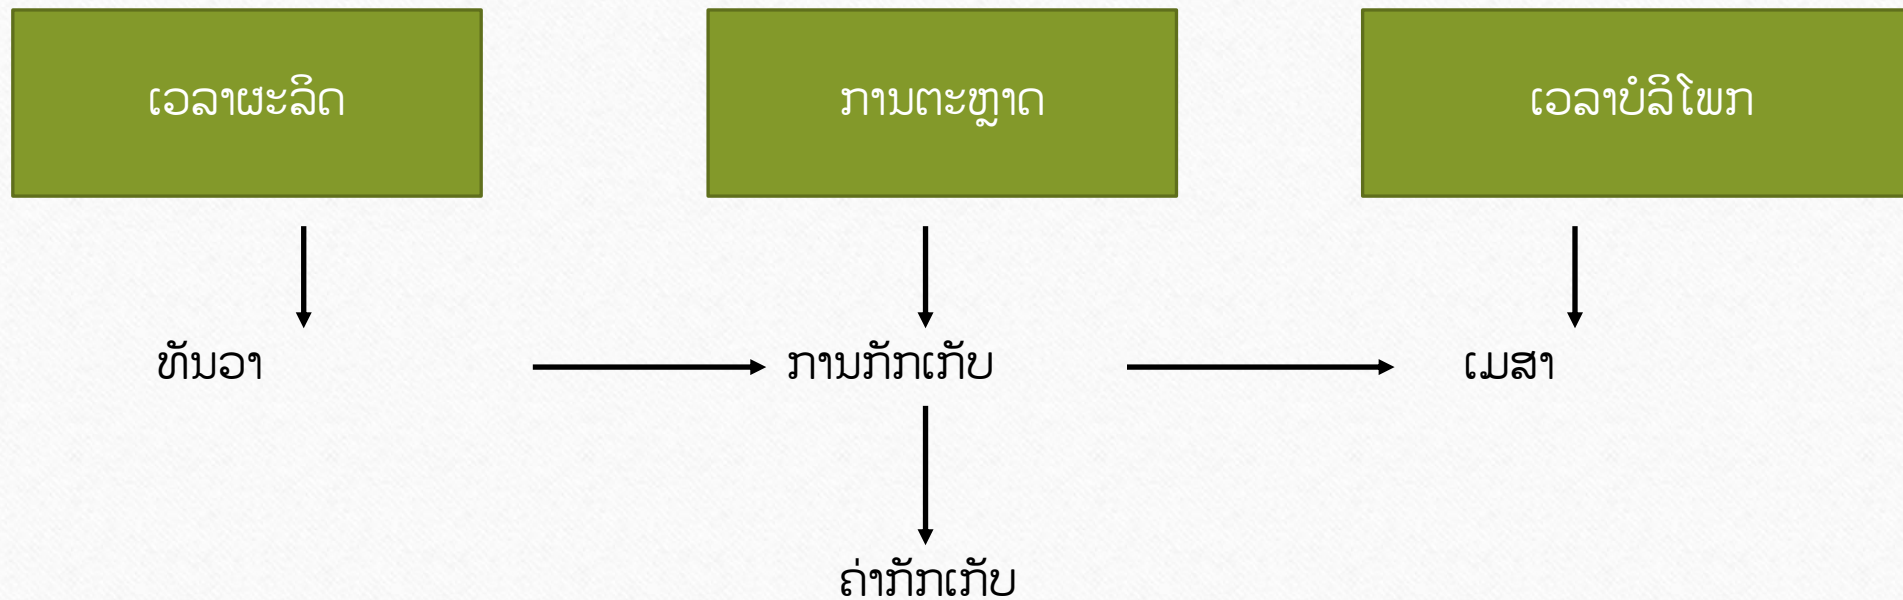 ເວລາຜະລິດ
ການຕະຫຼາດ
ເວລາບໍລິໂພກ
ທັນວາ
ການກັກເກັບ
ເມສາ
ຄ່າກັກເກັບ